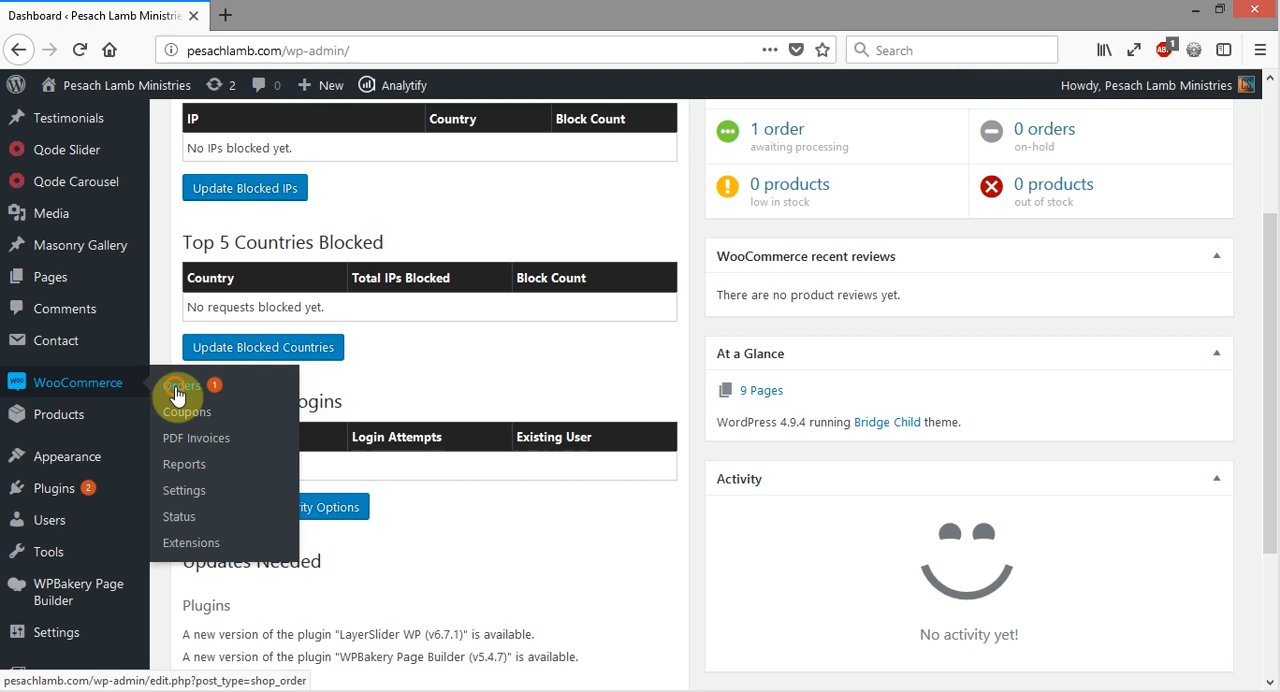 Dashboard ‹ Pesach Lamb Ministrie
pesachlamb.com/wp-admin/
Search
ABP
1
Pesach Lamb Ministries
2
0
New
Analytify
Howdy, Pesach Lamb Ministries
Testimonials
Qode Slider
Qode Carousel
Media
Masonry Gallery
Pages
Comments
Contact
WooCommerce
Products
Appearance
Plugins 2
Users
Tools
WPBakery Page
Builder
Settings
Orders 1
Coupons
PDF Invoices
Reports
Settings
Status
Extensions
IP Country Block Count
No IPs blocked yet.
Update Blocked IPs
Top 5 Countries Blocked
Country Total IPs Blocked Block Count
No requests blocked yet.
Update Blocked Countries
ogins
Login Attempts Existing User
ity Options
Updates Needed
Plugins
A new version of the plugin "LayerSlider WP (v6.7.1)" is available.
A new version of the plugin "WPBakery Page Builder (v5.4.7)" is available.
1 order
awaiting processing
0 orders
on-hold
0 products
low in stock
0 products
out of stock
WooCommerce recent reviews
There are no product reviews yet.
At a Glance
9 Pages
WordPress 4.9.4 running Bridge Child theme.
Activity
No activity yet!
pesachlamb.com/wp-admin/edit.php?post_type=shop_order